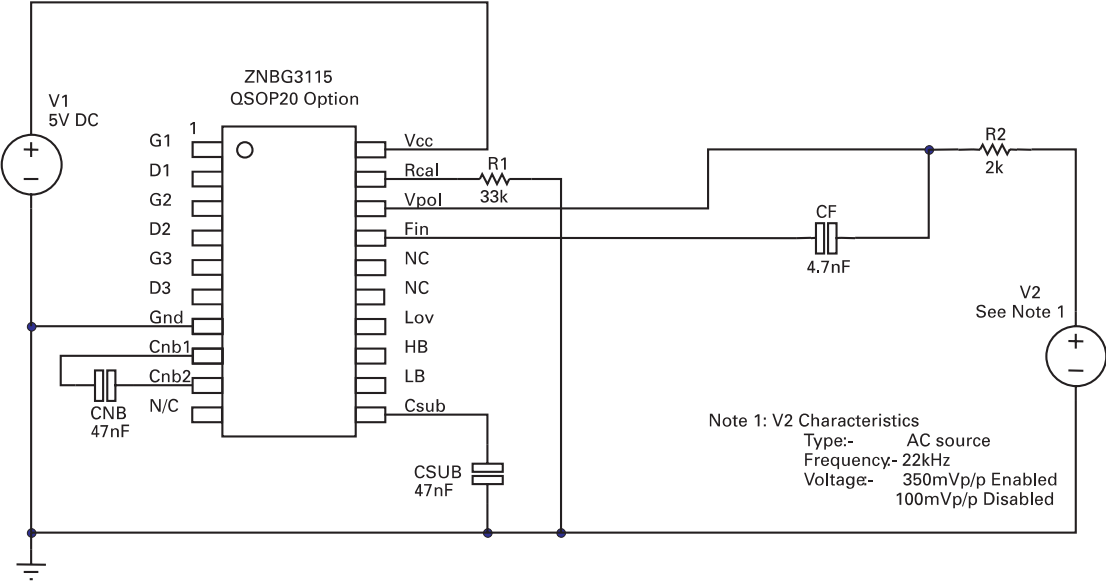 ZNBG3115
QSOP20 Option
V1
5V DC
+
–
1
G1
D1
G2
D2
G3
D3
Gnd
Cnb1
Cnb2
N/C
CNB
47nF
Vcc
Rcal
Vpol
Fin
NC
NC
Lov
HB
LB
Csub
R1
33k
CSUB
47nF
CF
4.7nF
R2
2k
V2
See Note 1
+
–
Note 1: V2 Characteristics
Type:- AC source
Frequency:- 22kHz
Voltage:- 350mVp/p Enabled
100mVp/p Disabled